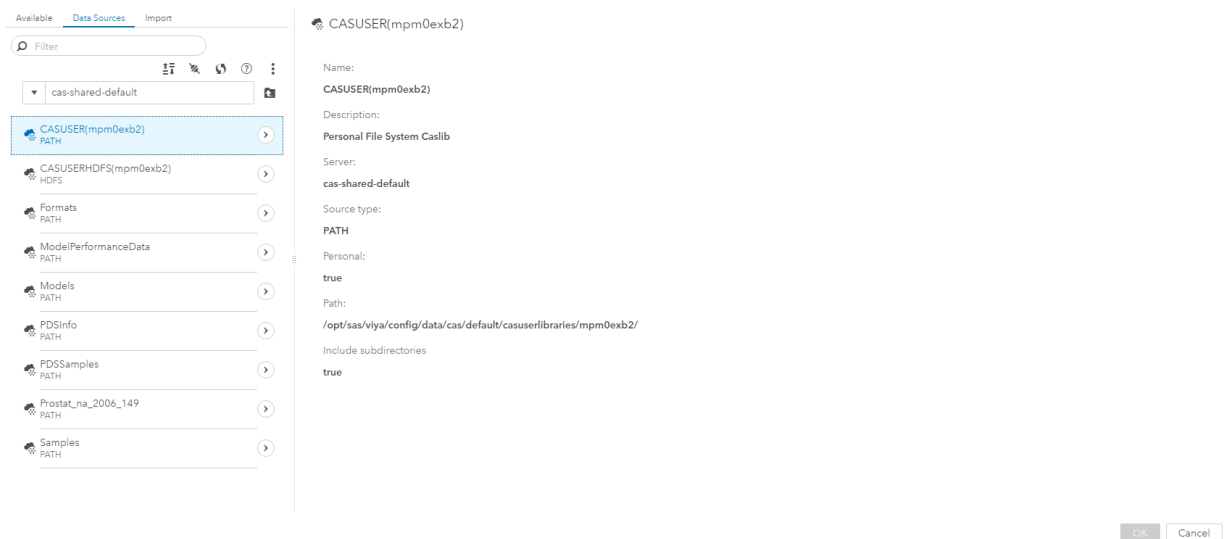 Available Data Sources Import
Filter
cas-shared-default
CASUSER(mpm0exb2)
PATH
CASUSERHDFS(mpm0exb2)
HDFS
Formats
PATH
ModelPerformanceData
PATH
Models
PATH
PDSInfo
PATH
PDSSamples
PATH
Prostat_na_2006_149
PATH
Samples
PATH
CASUSER(mpm0exb2)
Name:
CASUSER(mpm0exb2)
Description:
Personal File System Caslib
Server:
cas-shared-default
Source type:
PATH
Personal:
true
Path:
/opt/sas/viya/config/data/cas/default/casuserlibraries/mpm0exb2/
Include subdirectories
true
OK Cancel